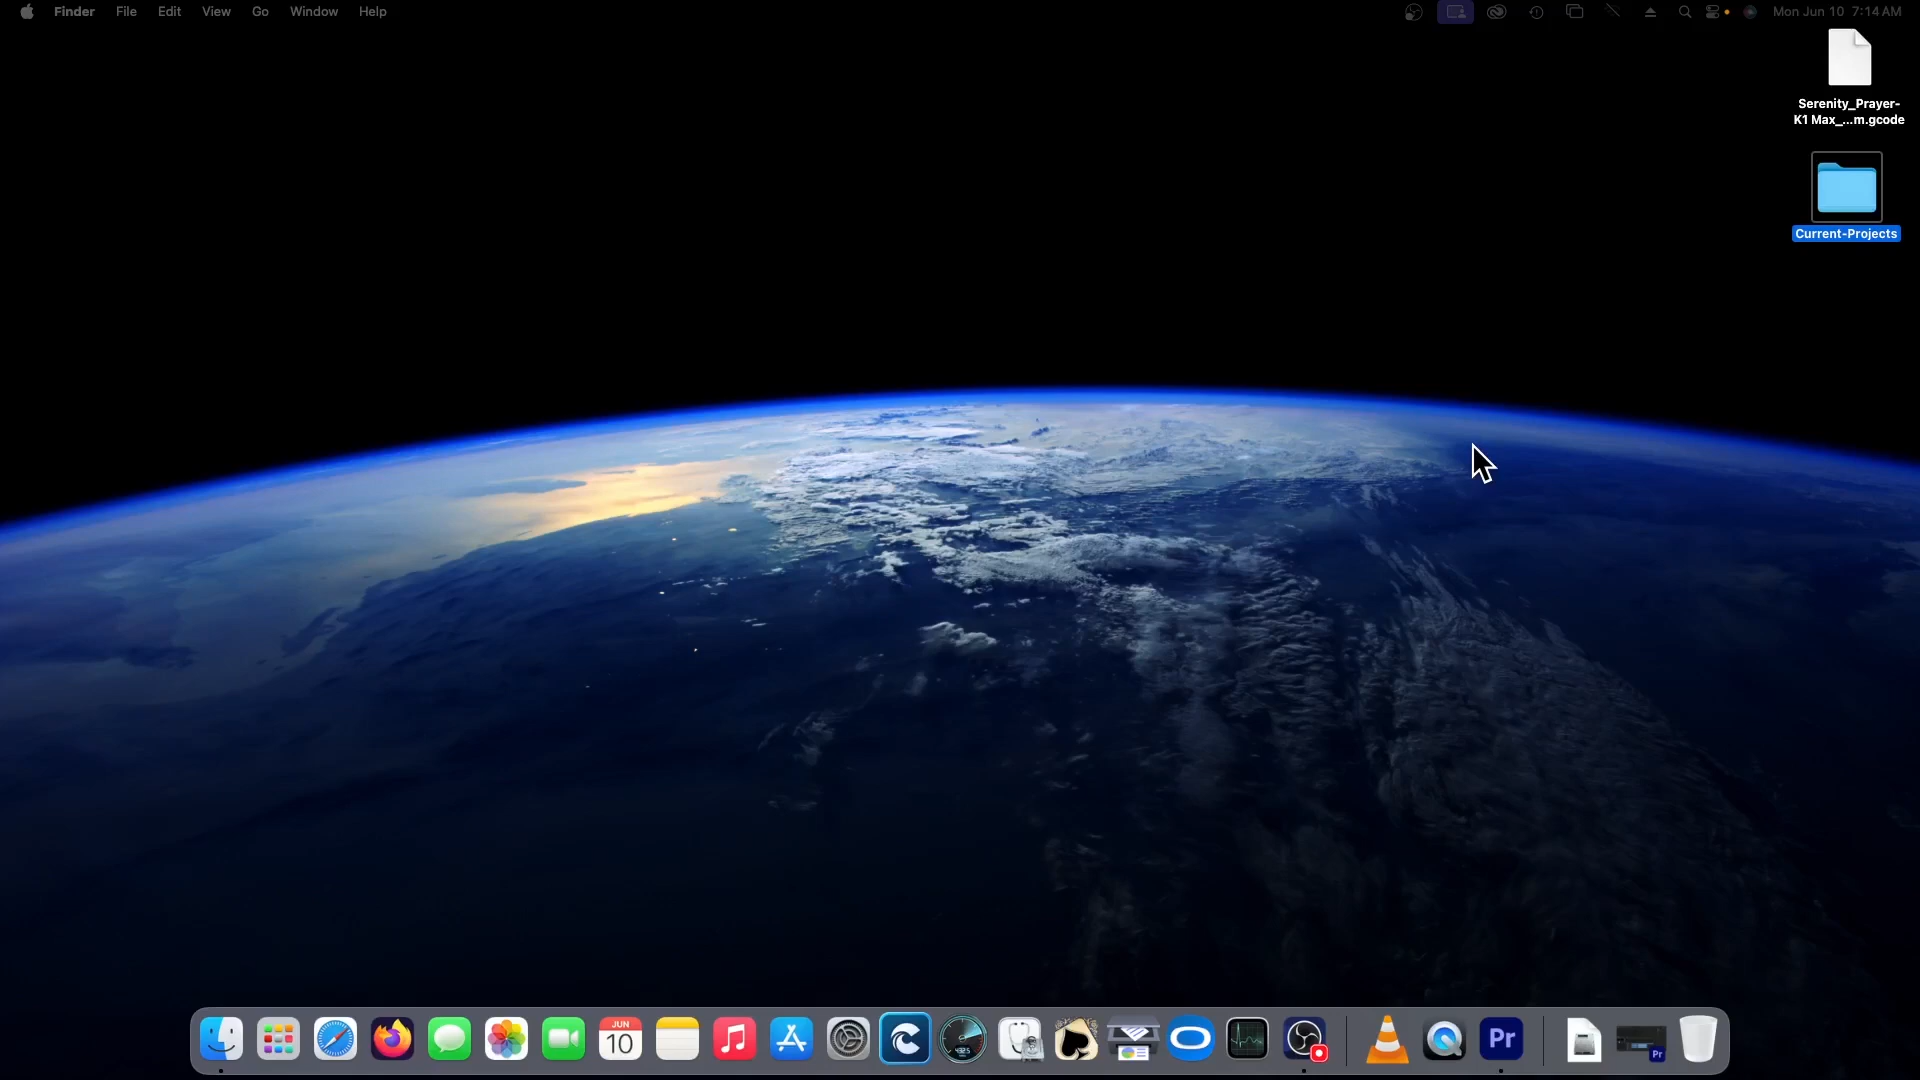 Finder File Edit View Go Window Help
Mon Jun 10 7:14 AM
Serenity_Prayer-
K1 Max_...m.gcode
Current-Projects
JUN
10
Pr
Pr